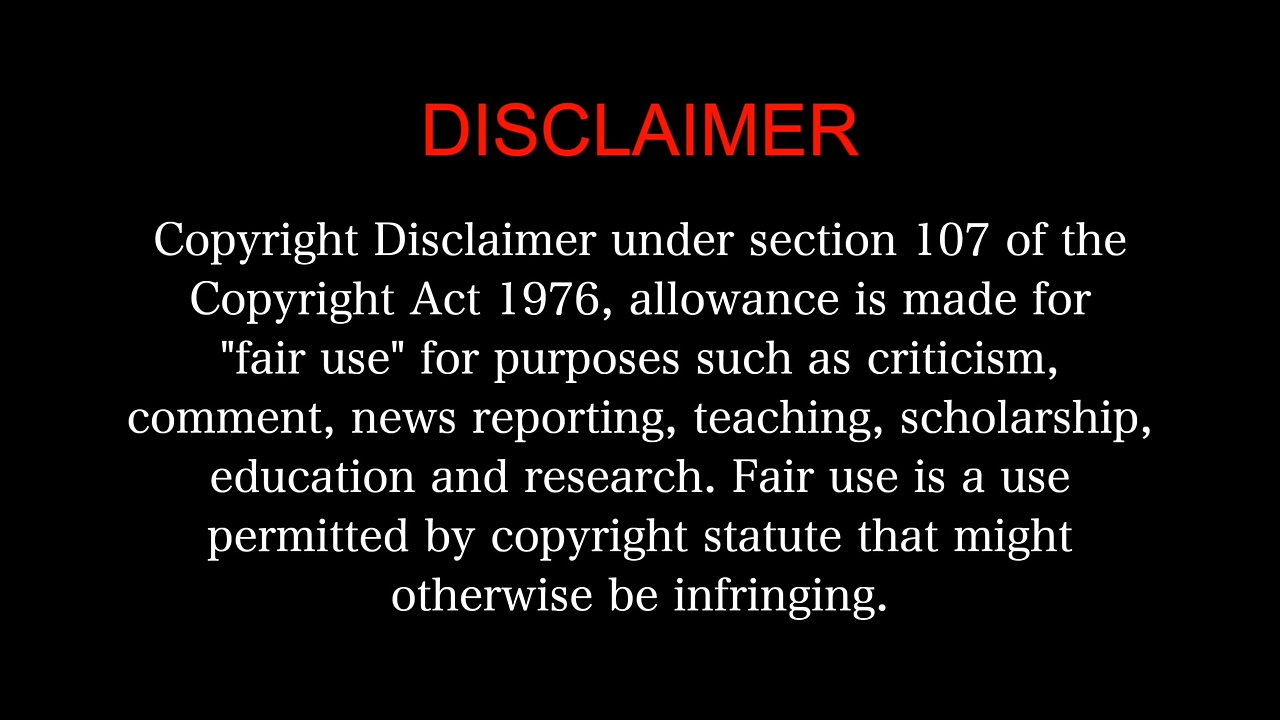 DISCLAIMER
Copyright Disclaimer under section 107 of the
Copyright Act 1976, allowance is made for
"fair use" for purposes such as criticism,
comment, news reporting, teaching, scholarship,
education and research. Fair use is a use
permitted by copyright statute that might
otherwise be infringing.